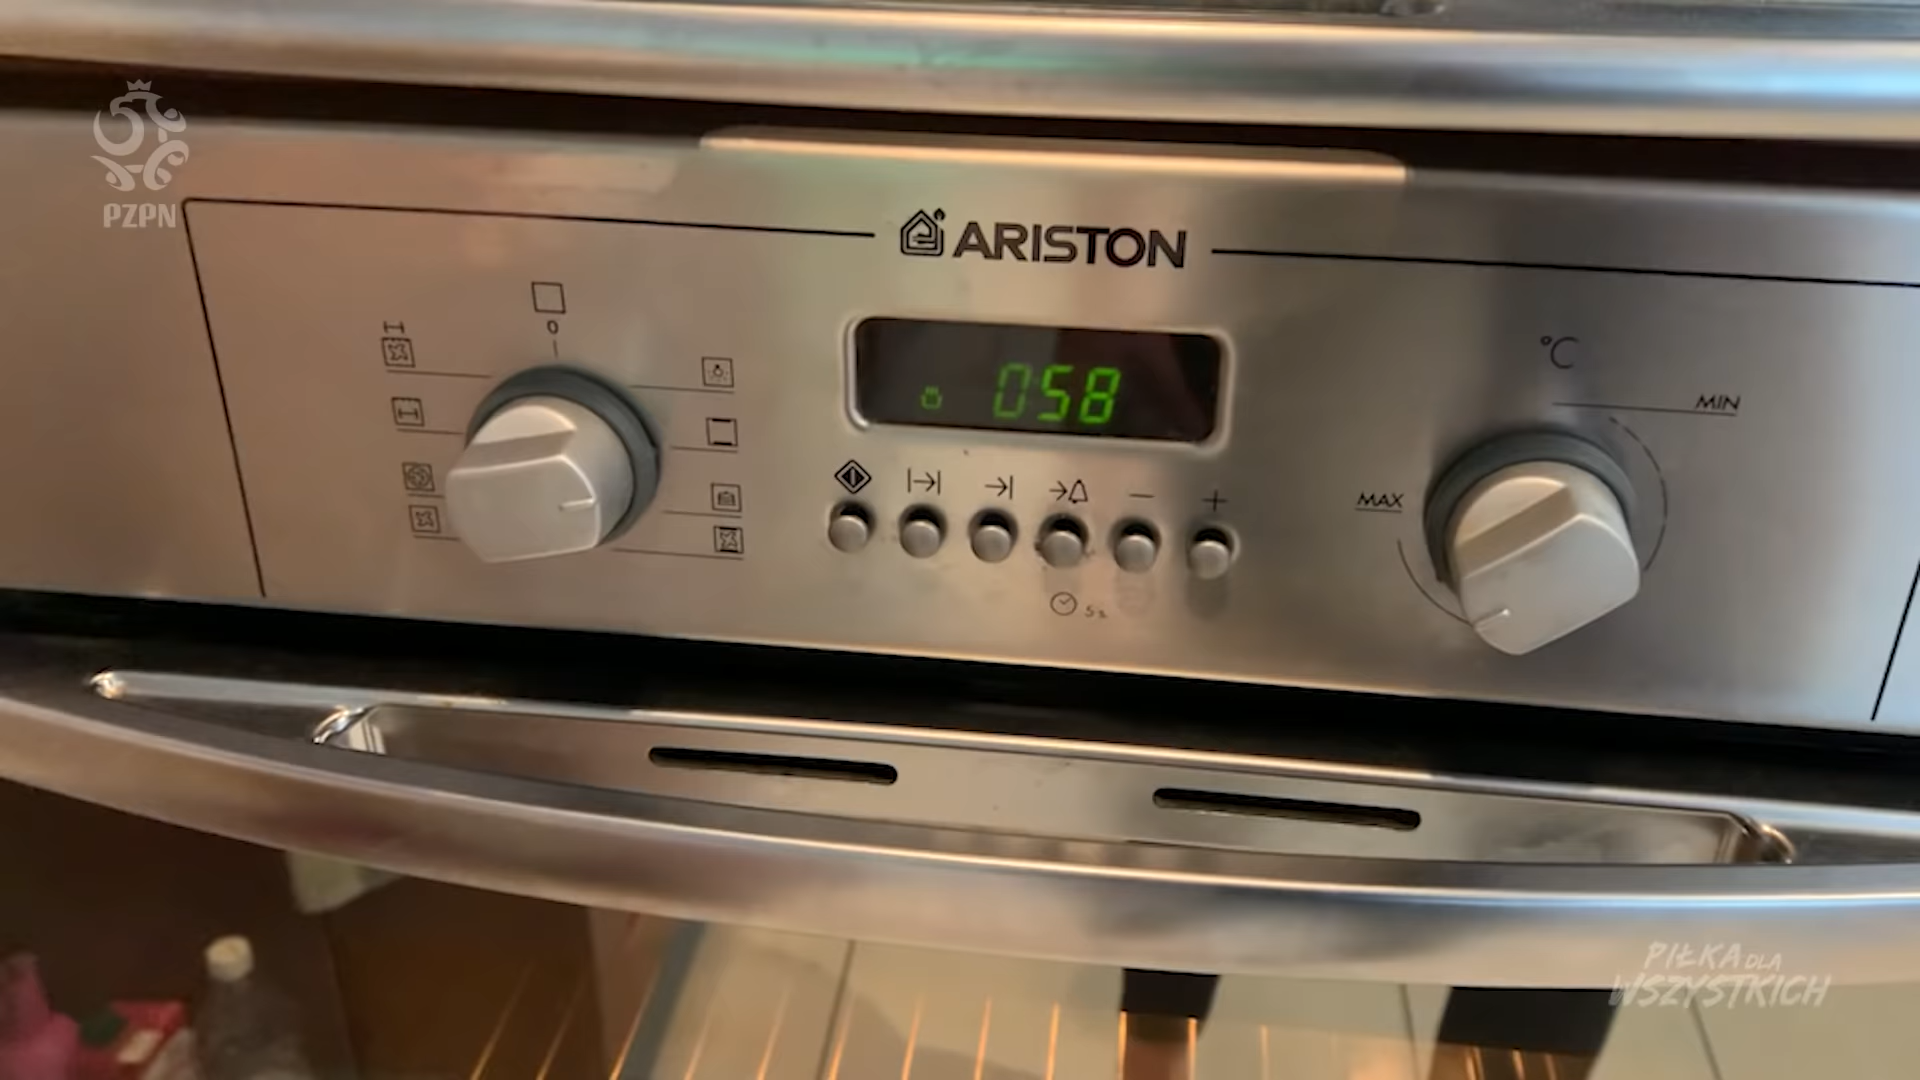 PZPN
ARISTON
0
058
°C
MIN
MAX
5s
PIŁKA DLA
WSZYSTKICH